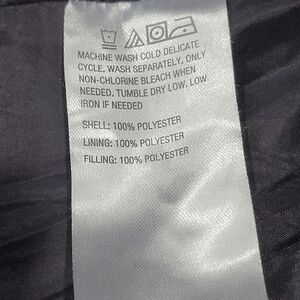 MACHINE WASH COLD DELICATE
CYCLE. WASH SEPARATELY, ONLY
NON-CHLORINE BLEACH WHEN
NEEDED. TUMBLE DRY LOW. LOW
IRON IF NEEDED
SHELL: 100% POLYESTER
LINING: 100% POLYESTER
FILLING: 100% POLYESTER